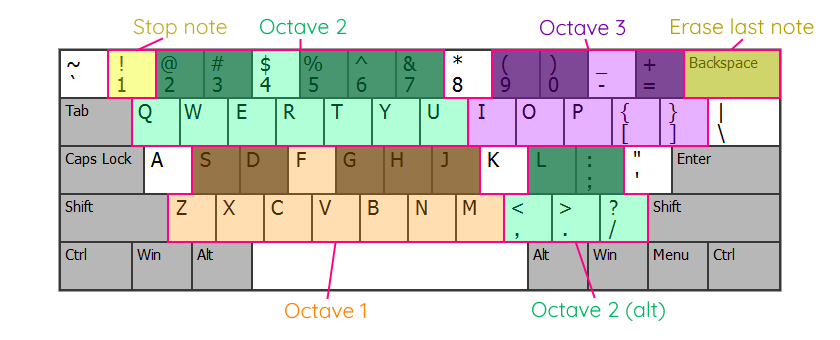 Stop note Octave 2 Octave 3 Erase last note
~ ! @ # $ % ^ & * ( ) _ + Backspace
` 1 2 3 4 5 6 7 8 9 0 - =
Tab Q W E R T Y U I O P { } |
[ ] \
Caps Lock A S D F G H J K L : " Enter
; '
Shift Z X C V B N M < > ? Shift
, . /
Ctrl Win Alt Alt Win Menu Ctrl
Octave 1 Octave 2 (alt)